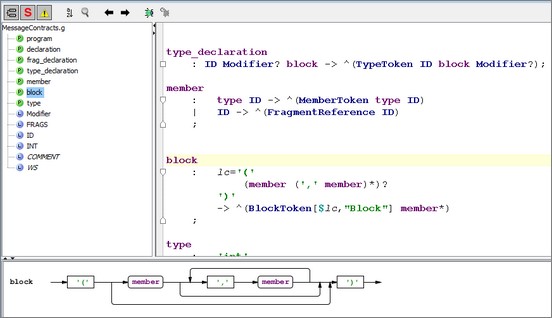 MessageContracts.g
program
declaration
frag_declaration
type_declaration
member
block
type
Modifier
FRAGS
ID
INT
COMMENT
WS
type_declaration
: ID Modifier? block -> ^(TypeToken ID block Modifier?);
member
: type ID -> ^(MemberToken type ID)
| ID -> ^(FragmentReference ID)
;
block
: lc='('
(member (',' member)*)?
')'
-> ^(BlockToken[$lc,"Block"] member*)
;
type
: 'int'
block '(' member ',' member ')'